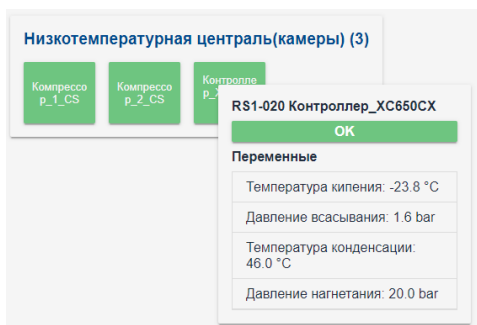 Низкотемпературная централь(камеры) (3)
Компрессо
р_1_CS
Компрессо
р_2_CS
Контролле
RS1-020 Контроллер_XC650CX
OK
Переменные
Температура кипения: -23.8 °C
Давление всасывания: 1.6 bar
Температура конденсации:
46.0 °C
Давление нагнетания: 20.0 bar